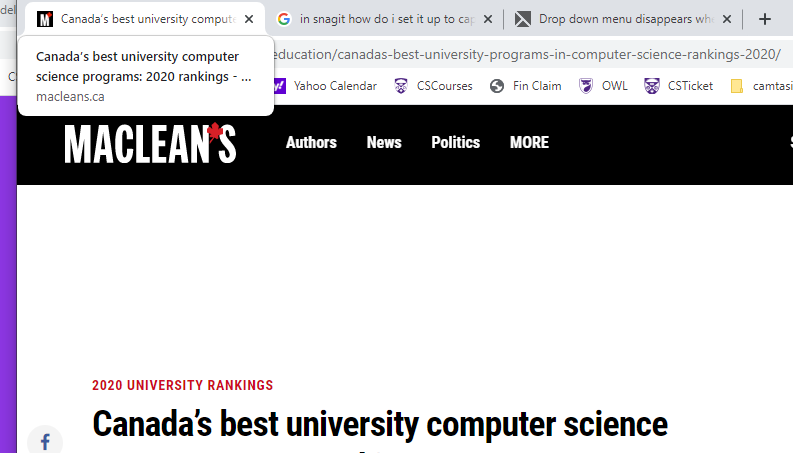 del
Canada's best university comput
in snagit how do i set it up to cap
Drop down menu disappears whe
Canada's best university computer
science programs: 2020 rankings - ...
macleans.ca
education/canadas-best-university-programs-in-computer-science-rankings-2020/
C
Yahoo Calendar
CSCourses
Fin Claim
OWL
CSTicket
camtasi
MACLEAN'S
Authors
News
Politics
MORE
2020 UNIVERSITY RANKINGS
Canada's best university computer science